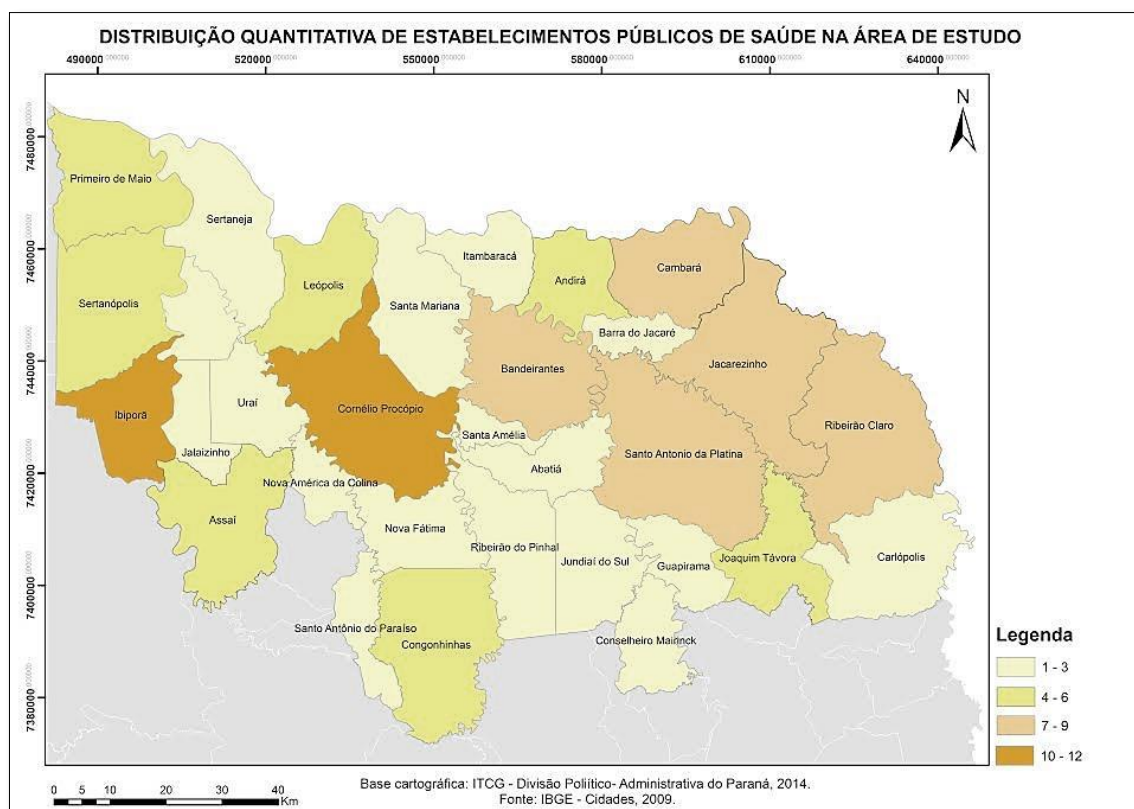 DISTRIBUIÇÃO QUANTITATIVA DE ESTABELECIMENTOS PÚBLICOS DE SAÚDE NA ÁREA DE ESTUDO
490000 520000 550000 580000 610000 640000
N
7480000
7460000
7440000
7420000
7400000
7380000
Primeiro de Maio
Sertaneja
Itambaracá
Cambará
Leópolis
Andirá
Sertanópolis
Santa Mariana
Barra do Jacaré
Jacarezinho
Bandeirantes
Uraí
Cornélio Procópio
Ibiporã
Ribeirão Claro
Santa Amélia
Jataizinho
Santo Antonio da Platina
Abatiá
Nova América da Colina
Assaí
Nova Fátima
Ribeirão do Pinhal
Jundiaí do Sul
Guapirama
Joaquim Távora
Carlópolis
Santo Antônio do Paraíso
Congonhinhas
Conselheiro Mairinck
Legenda
1 - 3
4 - 6
7 - 9
10 - 12
0 5 10 20 30 40
Km
Base cartográfica: ITCG - Divisão Poliítico- Administrativa do Paraná, 2014.
Fonte: IBGE - Cidades, 2009.